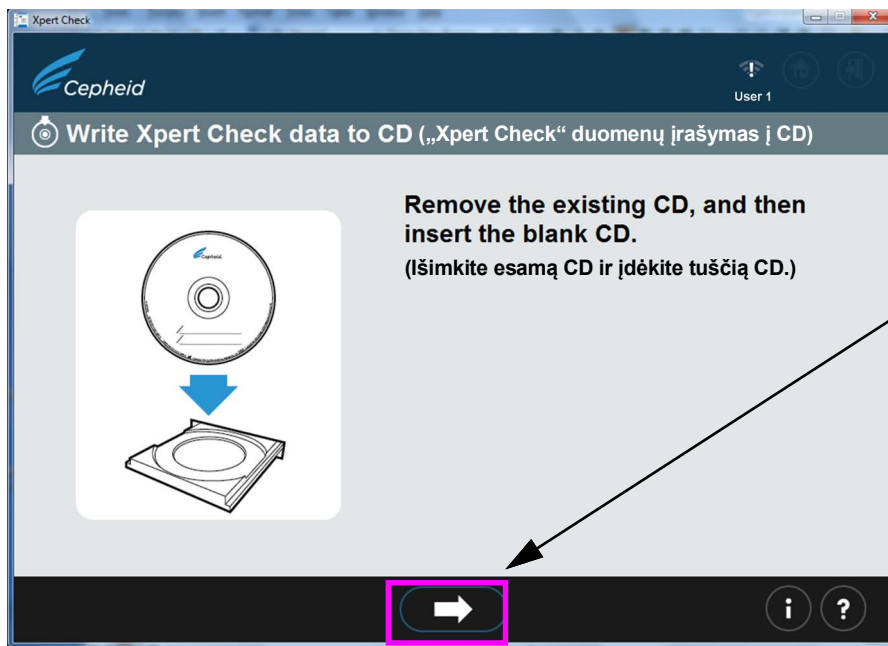 Xpert Check
Cepheid
User 1
Write Xpert Check data to CD („Xpert Check“ duomenų įrašymas į CD)
Remove the existing CD, and then
insert the blank CD.
(Išimkite esamą CD ir įdėkite tuščią CD.)
Cepheid
i ?